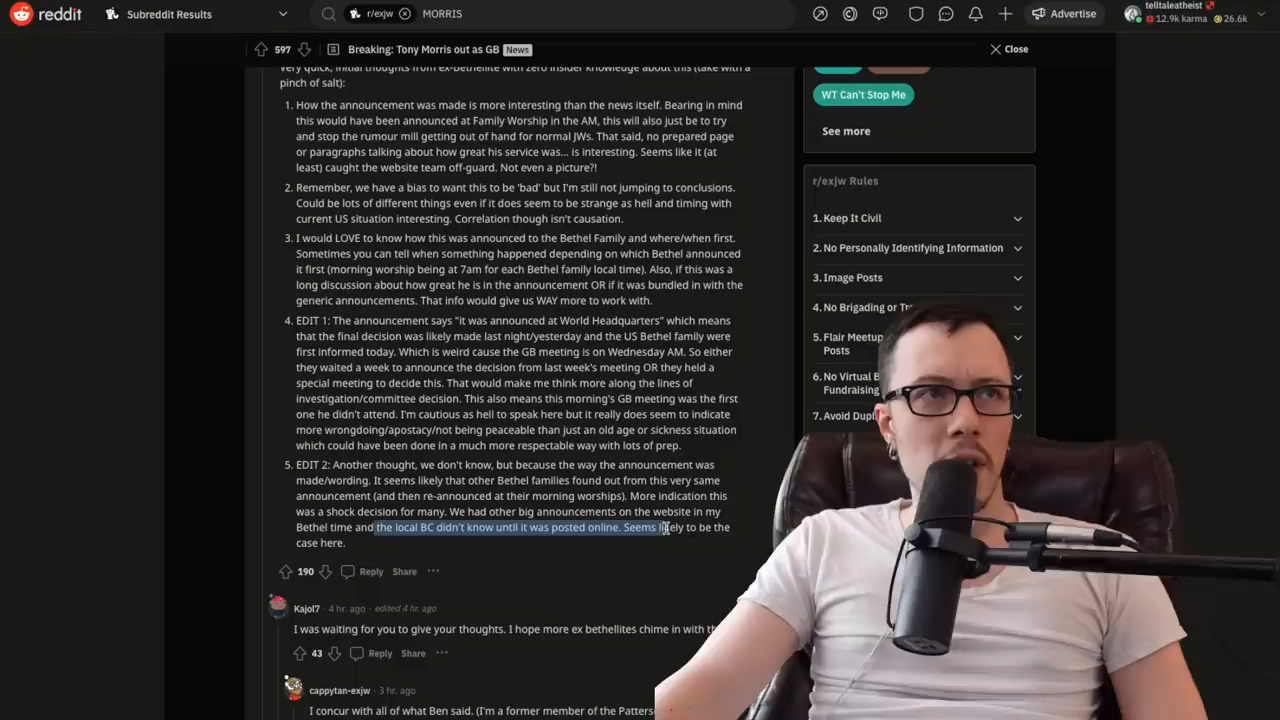 reddit
Subreddit Results
r/exjw
MORRIS
Advertise
telltaleatheist
12.9k karma
26.6k
597
Breaking: Tony Morris out as GB
News
Close
very quick, initial thoughts from ex-Bethelite with zero insider knowledge about this (take with a
pinch of salt):
1. How the announcement was made is more interesting than the news itself. Bearing in mind
this would have been announced at Family Worship in the AM, this will also just be to try
and stop the rumour mill getting out of hand for normal JWs. That said, no prepared page
or paragraphs talking about how great his service was... is interesting. Seems like it (at
least) caught the website team off-guard. Not even a picture?!
2. Remember, we have a bias to want this to be 'bad' but I'm still not jumping to conclusions.
Could be lots of different things even if it does seem to be strange as hell and timing with
current US situation interesting. Correlation though isn't causation.
3. I would LOVE to know how this was announced to the Bethel Family and where/when first.
Sometimes you can tell when something happened depending on which Bethel announced
it first (morning worship being at 7am for each Bethel family local time). Also, if this was a
long discussion about how great he is in the announcement OR if it was bundled in with the
generic announcements. That info would give us WAY more to work with.
4. EDIT 1: The announcement says "it was announced at World Headquarters" which means
that the final decision was likely made last night/yesterday and the US Bethel family were
first informed today. Which is weird cause the GB meeting is on Wednesday AM. So either
they waited a week to announce the decision from last week's meeting OR they held a
special meeting to decide this. That would make me think more along the lines of
investigation/committee decision. This also means this morning's GB meeting was the first
one he didn't attend. I'm cautious as hell to speak here but it really does seem to indicate
more wrongdoing/apostacy/not being peaceable than just an old age or sickness situation
which could have been done in a much more respectable way with lots of prep.
5. EDIT 2: Another thought, we don't know, but because the way the announcement was
made/wording. It seems likely that other Bethel families found out from this very same
announcement (and then re-announced at their morning worships). More indication this
was a shock decision for many. We had other big announcements on the website in my
Bethel time and the local BC didn't know until it was posted online. Seems likely to be the
case here.
190
Reply
Share
Kajol7 · 4 hr. ago · edited 4 hr. ago
I was waiting for you to give your thoughts. I hope more ex bethellites chime in with th
43
Reply
Share
cappytan-exjw · 3 hr. ago
I concur with all of what Ben said. (I'm a former member of the Patters
WT Can't Stop Me
See more
r/exjw Rules
1. Keep It Civil
2. No Personally Identifying Information
3. Image Posts
4. No Brigading or Tr
5. Flair Meetup
Posts
6. No Virtual
Fundraising
7. Avoid Dup